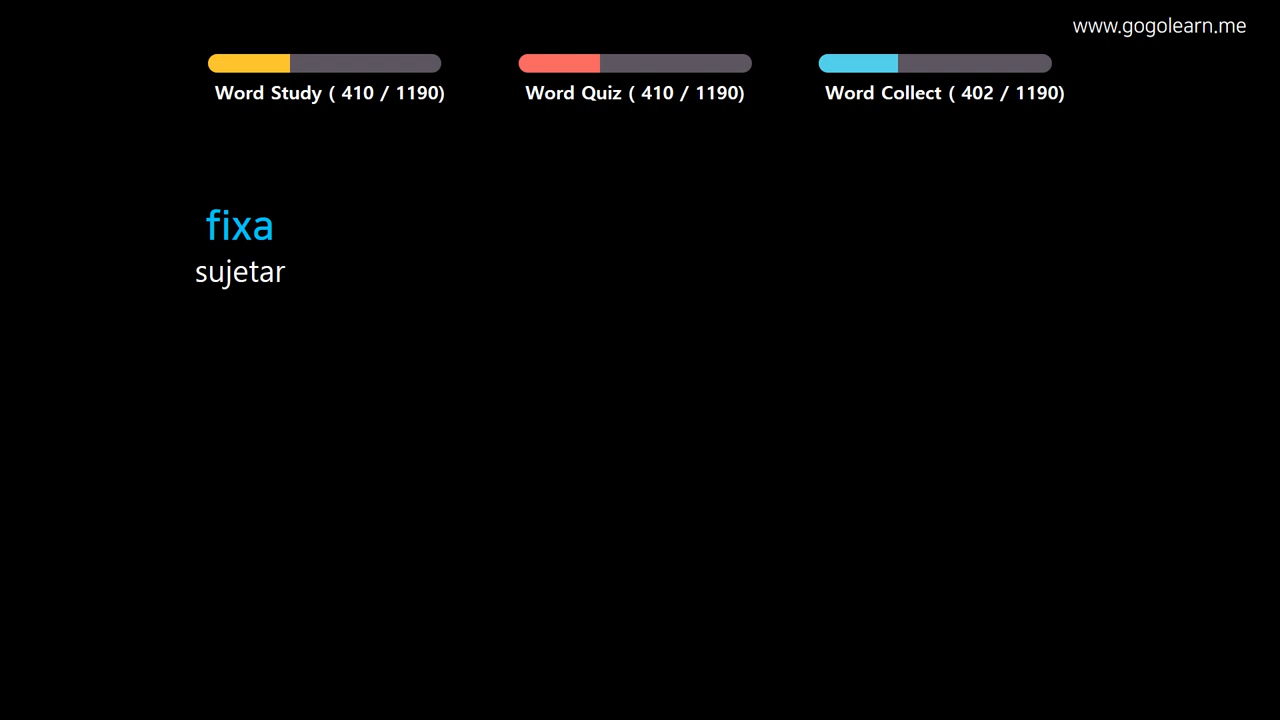 www.gogolearn.me
Word Study ( 410 / 1190)
Word Quiz ( 410 / 1190)
Word Collect ( 402 / 1190)
fixa
sujetar